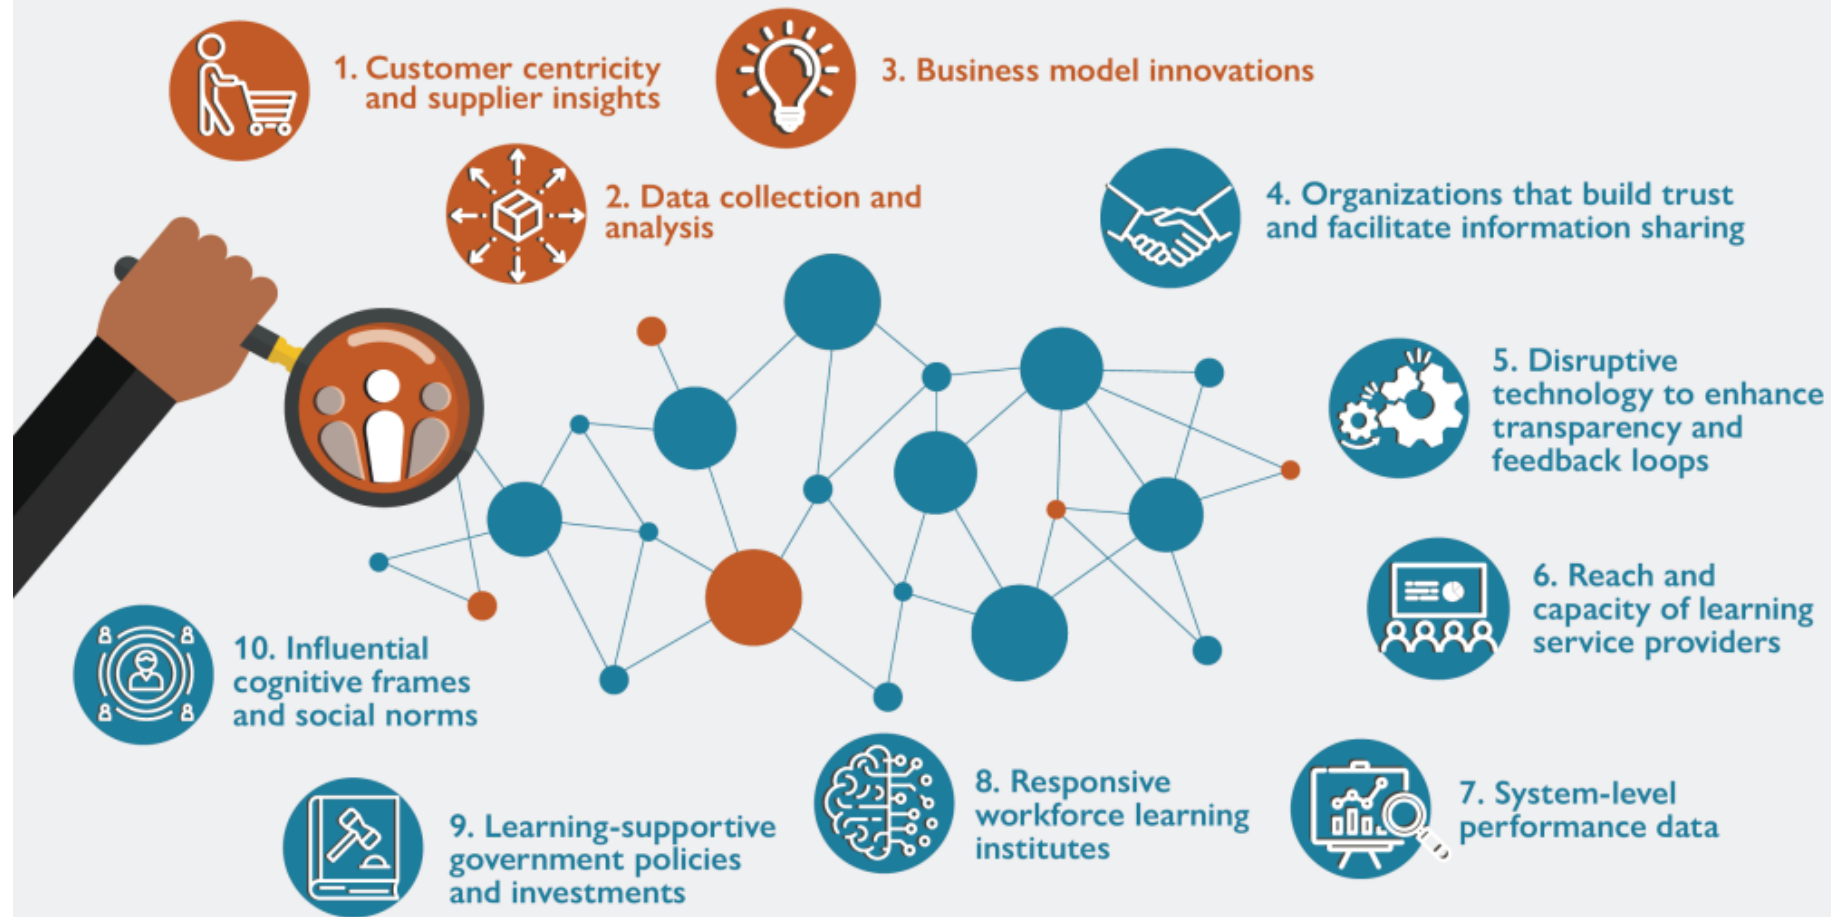 1. Customer centricity
and supplier insights
2. Data collection and
analysis
3. Business model innovations
4. Organizations that build trust
and facilitate information sharing
5. Disruptive
technology to enhance
transparency and
feedback loops
6. Reach and
capacity of learning
service providers
7. System-level
performance data
8. Responsive
workforce learning
institutes
9. Learning-supportive
government policies
and investments
10. Influential
cognitive frames
and social norms